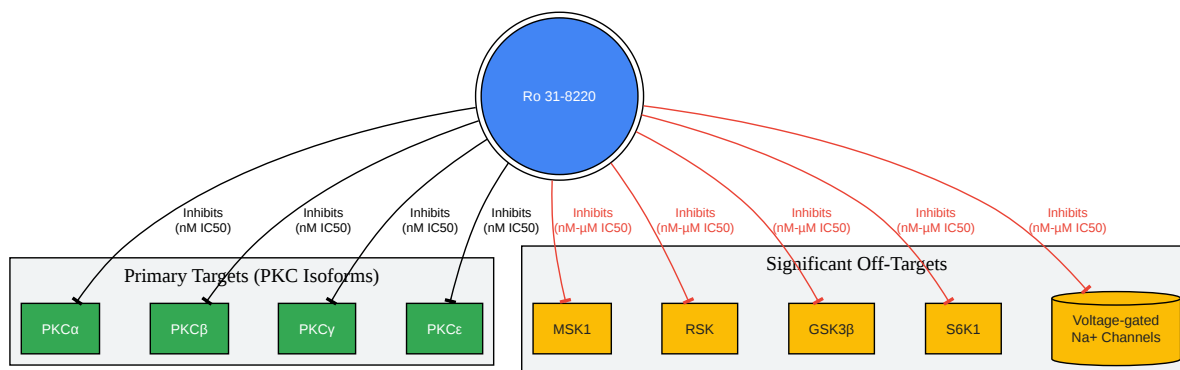 Ro 31-8220
Inhibits
(nM IC50)
Inhibits
(nM IC50)
Inhibits
(nM IC50)
Inhibits
(nM IC50)
Inhibits
(nM-µM IC50)
Inhibits
(nM-µM IC50)
Inhibits
(nM-µM IC50)
Inhibits
(nM-µM IC50)
Inhibits
(nM-µM IC50)
Primary Targets (PKC Isoforms)
PKCα
PKCβ
PKCγ
PKCε
Significant Off-Targets
MSK1
RSK
GSK3β
S6K1
Voltage-gated
Na+ Channels